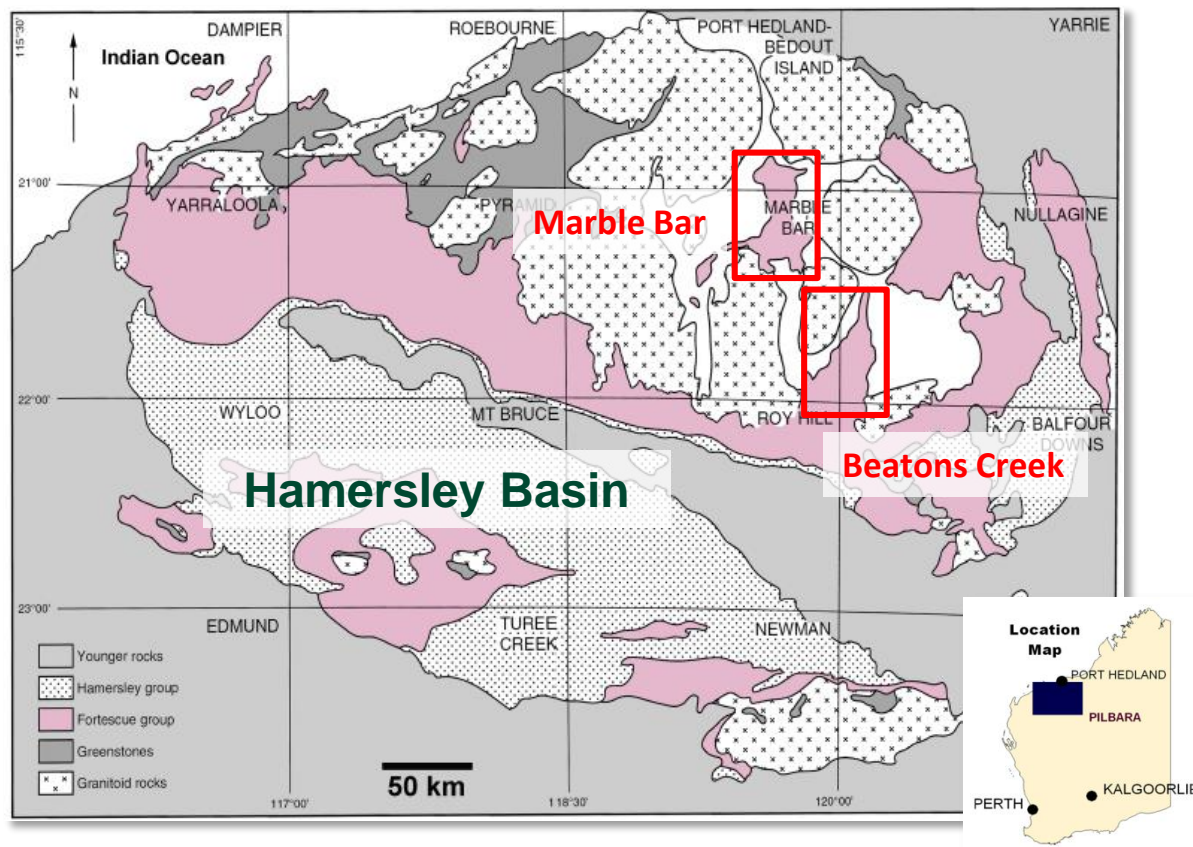 DAMPIER
ROEBOURNE
PORT HEDLAND-
BEDOUT
ISLAND
YARRIE
115°30'
Indian Ocean
N
21°00'
YARRALOOLA
PYRAMID
Marble Bar
MARBLE
BAR
NULLAGINE
22°00'
WYLOO
MT BRUCE
ROY HILL
BALFOUR
DOWNS
Beatons Creek
Hamersley Basin
23°00'
EDMUND
TUREE
CREEK
NEWMAN
Younger rocks
Hamersley group
Fortescue group
Greenstones
Granitoid rocks
50 km
117°00'
118°30'
120°00'
Location
Map
PORT HEDLAND
PILBARA
PERTH
KALGOORLIE